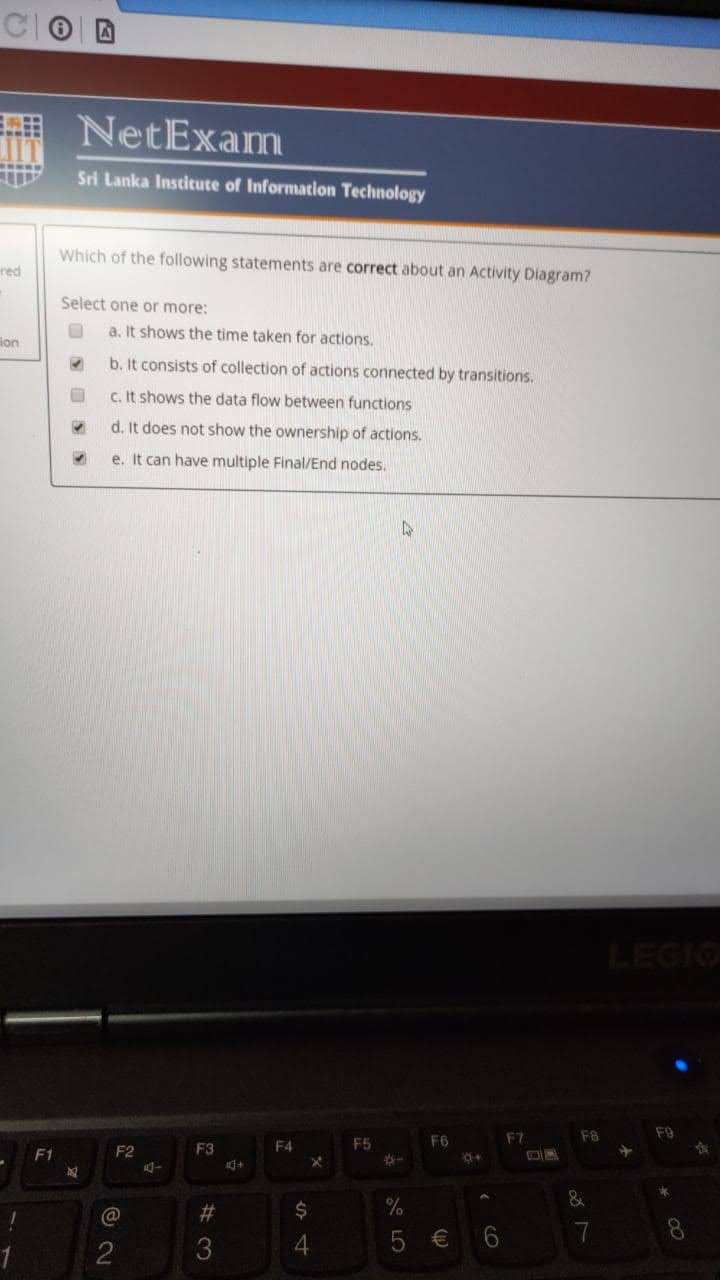 NetExam
Sri Lanka Institute of Information Technology
red
ion
Which of the following statements are correct about an Activity Diagram?
Select one or more:
a. It shows the time taken for actions.
b. It consists of collection of actions connected by transitions.
c. It shows the data flow between functions
d. It does not show the ownership of actions.
e. It can have multiple Final/End nodes.
F1 F2 F3 F4 F5 F6 F7 F8 F9
! @ # $ % ^ & *
1 2 3 4 5 € 6 7 8